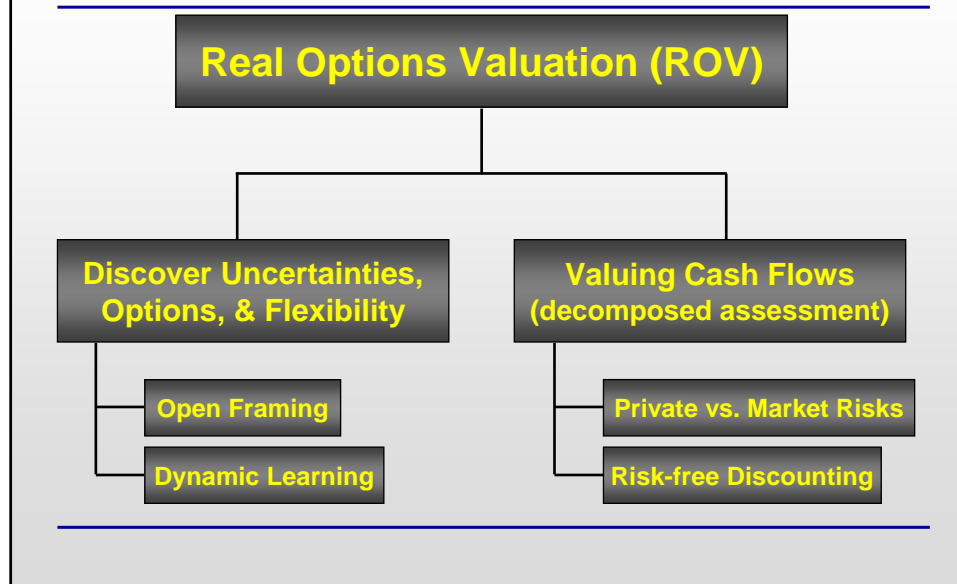 Real Options Valuation (ROV)
Discover Uncertainties,
Options, & Flexibility
Open Framing
Dynamic Learning
Valuing Cash Flows
(decomposed assessment)
Private vs. Market Risks
Risk-free Discounting